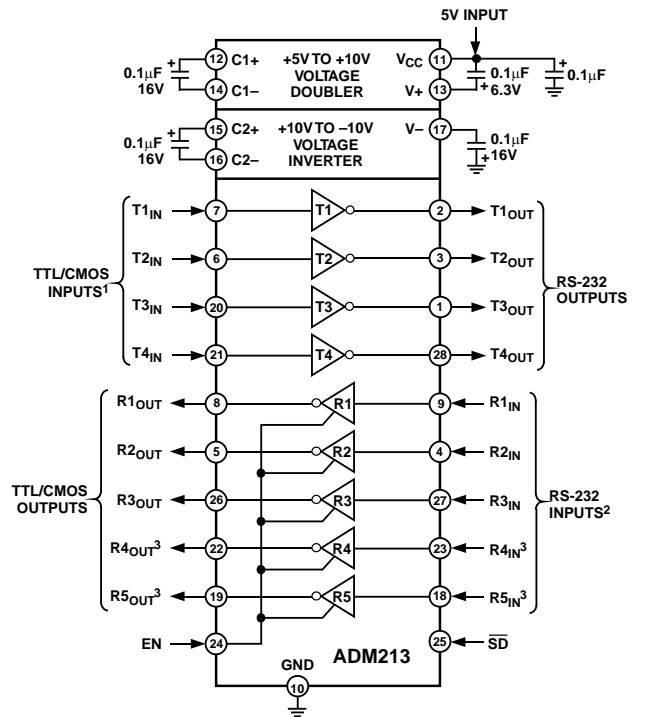 5V INPUT
12 C1+ +5V TO +10V VCC 11
0.1µF 16V VOLTAGE 0.1µF 0.1µF
14 C1– DOUBLER V+ 13 6.3V
15 C2+ +10V TO –10V V– 17
0.1µF 16V VOLTAGE 0.1µF
16 C2– INVERTER 16V
T1IN 7 T1 2 T1OUT
T2IN 6 T2 3 T2OUT
TTL/CMOS INPUTS1
RS-232 OUTPUTS
T3IN 20 T3 1 T3OUT
T4IN 21 T4 28 T4OUT
R1OUT 8 R1 9 R1IN
R2OUT 5 R2 4 R2IN
TTL/CMOS OUTPUTS
RS-232 INPUTS2
R3OUT 26 R3 27 R3IN
R4OUT3 22 R4 23 R4IN3
R5OUT3 19 R5 18 R5IN3
EN 24 ADM213 25 SD
GND
10